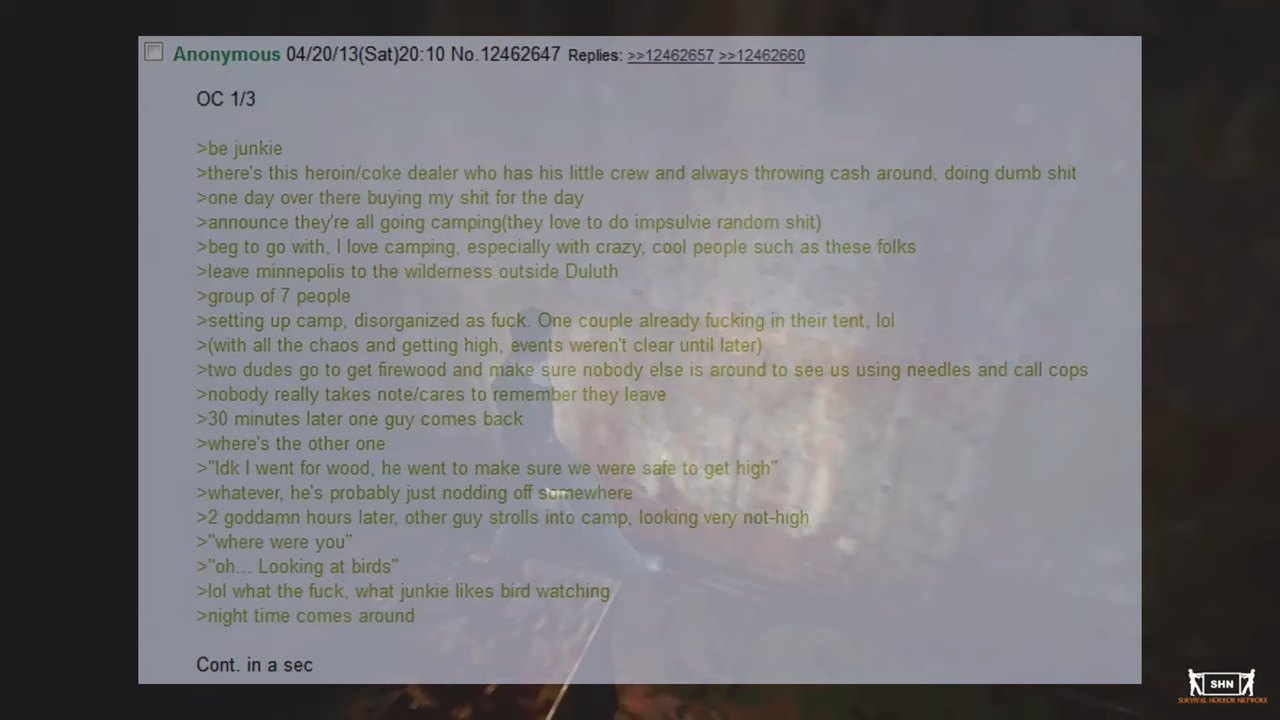 Anonymous 04/20/13(Sat)20:10 No.12462647 Replies: >>12462657 >>12462660
OC 1/3
>be junkie
>there's this heroin/coke dealer who has his little crew and always throwing cash around, doing dumb shit
>one day over there buying my shit for the day
>announce they're all going camping(they love to do impsulvie random shit)
>beg to go with, I love camping, especially with crazy, cool people such as these folks
>leave minnepolis to the wilderness outside Duluth
>group of 7 people
>setting up camp, disorganized as fuck. One couple already fucking in their tent, lol
>(with all the chaos and getting high, events weren't clear until later)
>two dudes go to get firewood and make sure nobody else is around to see us using needles and call cops
>nobody really takes note/cares to remember they leave
>30 minutes later one guy comes back
>where's the other one
>"Idk I went for wood, he went to make sure we were safe to get high"
>whatever, he's probably just nodding off somewhere
>2 goddamn hours later, other guy strolls into camp, looking very not-high
>"where were you"
>"oh... Looking at birds"
>lol what the fuck, what junkie likes bird watching
>night time comes around
Cont. in a sec
SHN
SURVIVAL HORROR NETWORK